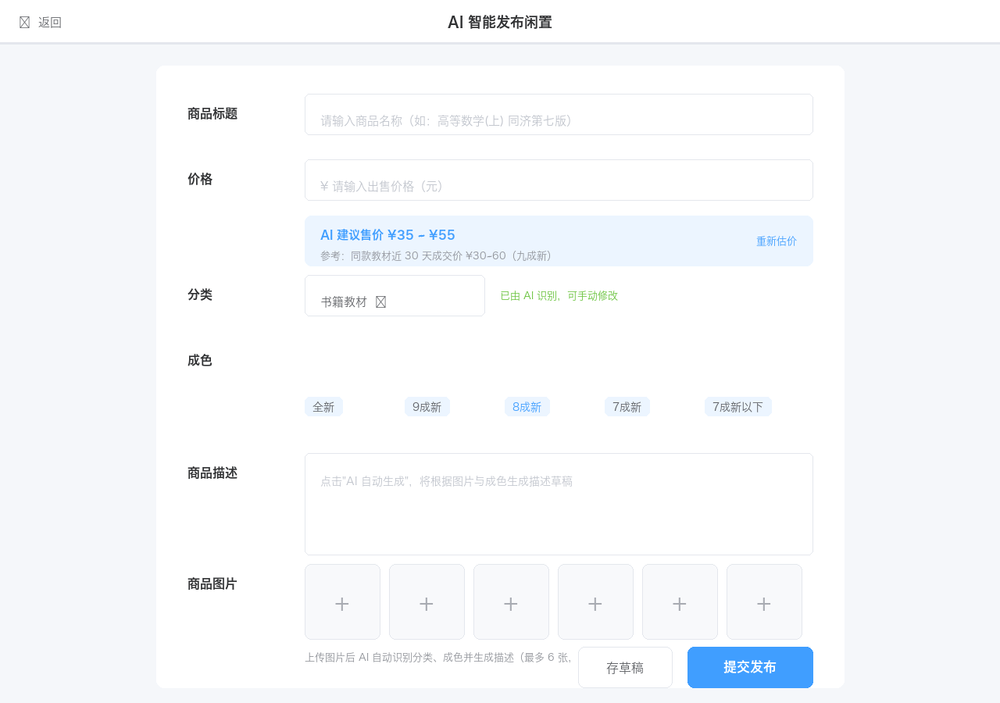 返回
AI 智能发布闲置
商品标题
请输入商品名称（如：高等数学(上) 同济第七版）
价格
¥ 请输入出售价格（元）
AI 建议售价 ¥35 ~ ¥55
参考：同款教材近 30 天成交价 ¥30-60（九成新）
重新估价
分类
书籍教材
已由 AI 识别，可手动修改
成色
全新
9成新
8成新
7成新
7成新以下
商品描述
点击"AI 自动生成"，将根据图片与成色生成描述草稿
商品图片
+ + + + + +
上传图片后 AI 自动识别分类、成色并生成描述（最多 6 张，
存草稿
提交发布